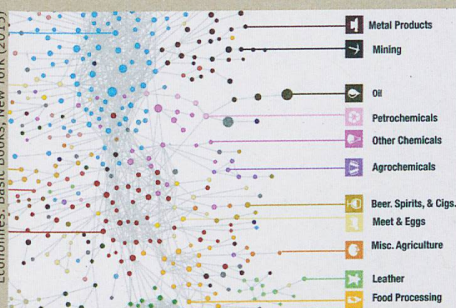 Economies, Basic Books, New York (2015)
Metal Products
Mining
Oil
Petrochemicals
Other Chemicals
Agrochemicals
Beer. Spirits, & Cigs.
Meet & Eggs
Misc. Agriculture
Leather
Food Processing